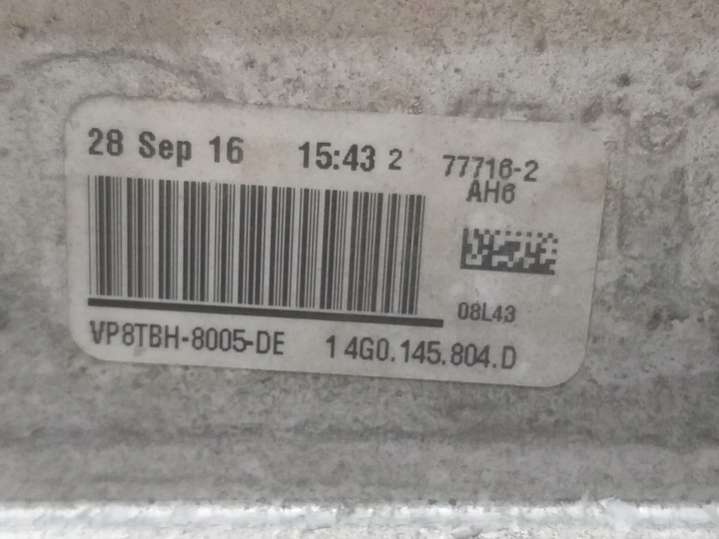 28 Sep 16 15:43 2 77716-2
AH6
08L43
VP8TBH-8005-DE 1 4G0.145.804.D